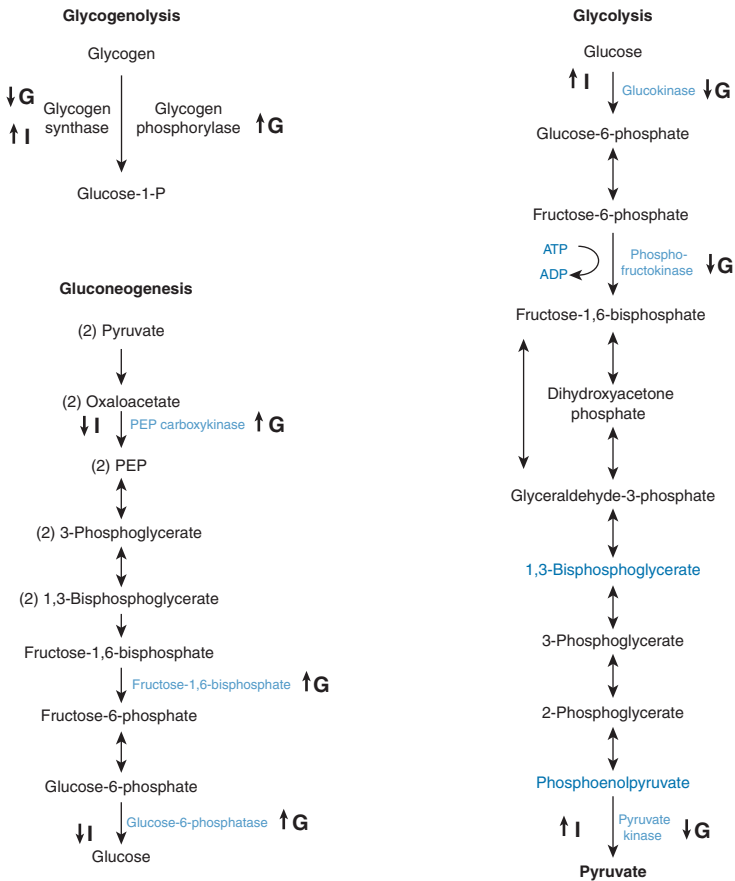 Glycogenolysis
Glycogen
↓G
↑I
Glycogen
synthase
Glycogen
phosphorylase
↑G
Glucose-1-P
Gluconeogenesis
(2) Pyruvate
(2) Oxaloacetate
↓I
PEP carboxykinase
↑G
(2) PEP
(2) 3-Phosphoglycerate
(2) 1,3-Bisphosphoglycerate
Fructose-1,6-bisphosphate
Fructose-1,6-bisphosphate
↑G
Fructose-6-phosphate
Glucose-6-phosphate
↓I
Glucose-6-phosphatase
↑G
Glucose
Glycolysis
Glucose
↑I
Glucokinase
↓G
Glucose-6-phosphate
Fructose-6-phosphate
ATP
ADP
Phospho-
fructokinase
↓G
Fructose-1,6-bisphosphate
Dihydroxyacetone
phosphate
Glyceraldehyde-3-phosphate
1,3-Bisphosphoglycerate
3-Phosphoglycerate
2-Phosphoglycerate
Phosphoenolpyruvate
↑I
Pyruvate
kinase
↓G
Pyruvate